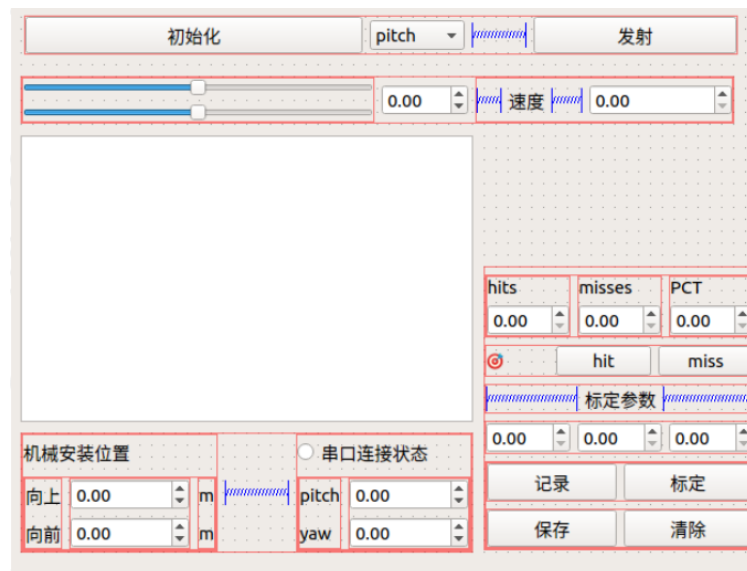 初始化 pitch 发射
0.00 速度 0.00
hits misses PCT
0.00 0.00 0.00
hit miss
标定参数
0.00 0.00 0.00
机械安装位置 串口连接状态
向上 0.00 m pitch 0.00
向前 0.00 m yaw 0.00
记录 标定
保存 清除